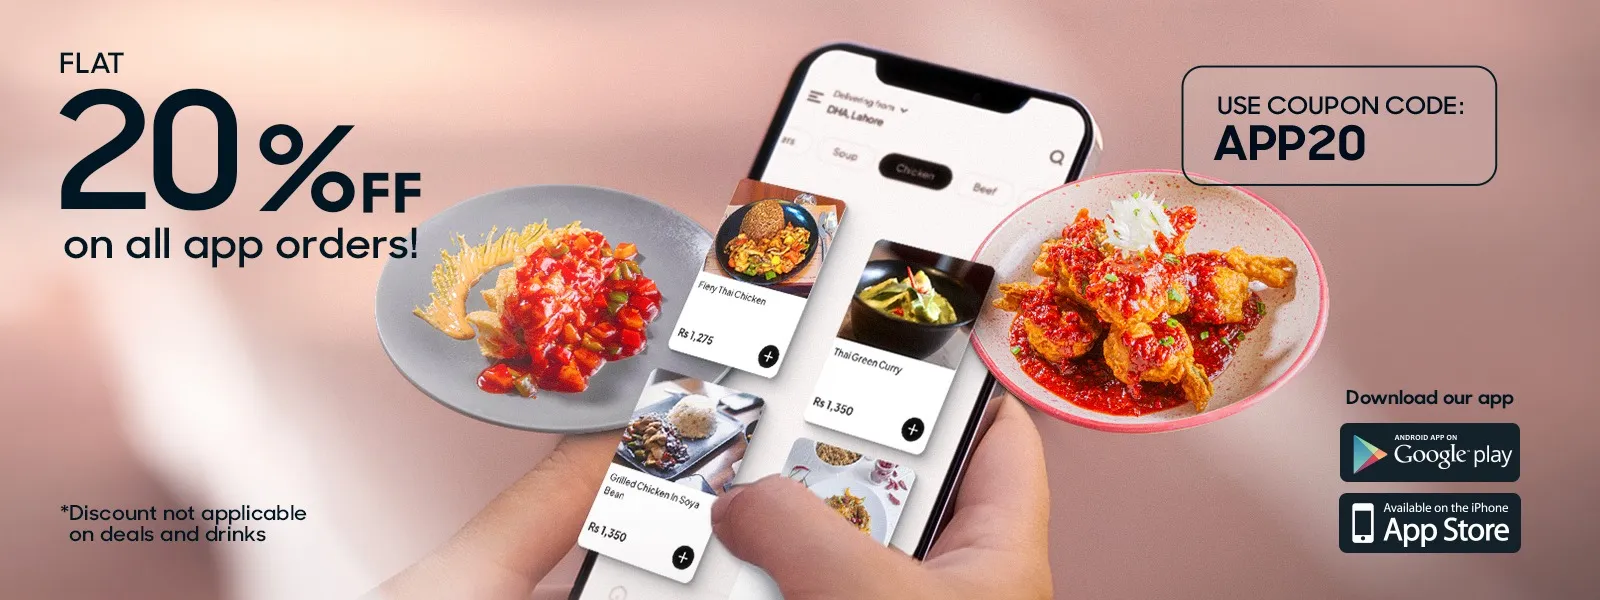 FLAT
20%OFF
on all app orders!
*Discount not applicable
on deals and drinks
Delivering from
DHA, Lahore
Soup
Chicken
Beef
Fiery Thai Chicken
Rs 1,275
+
Thai Green Curry
Rs 1,350
+
Grilled Chicken In Soya
Bean
Rs 1,350
+
USE COUPON CODE:
APP20
Download our app
ANDROID APP ON
Google play
Available on the iPhone
App Store